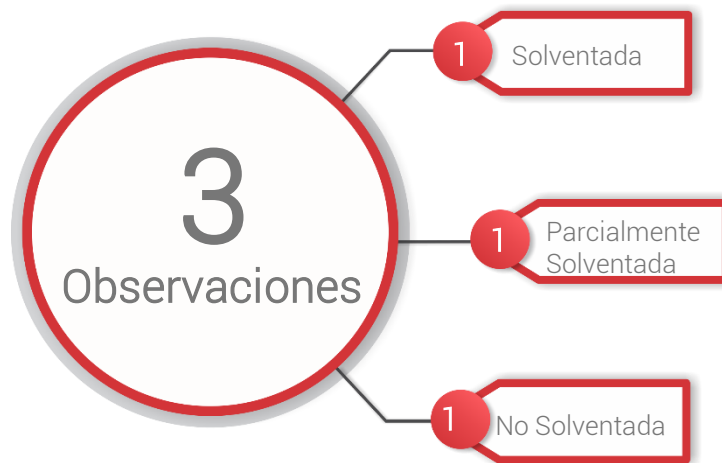 3
Observaciones
1
Solventada
1
Parcialmente
Solventada
1
No Solventada